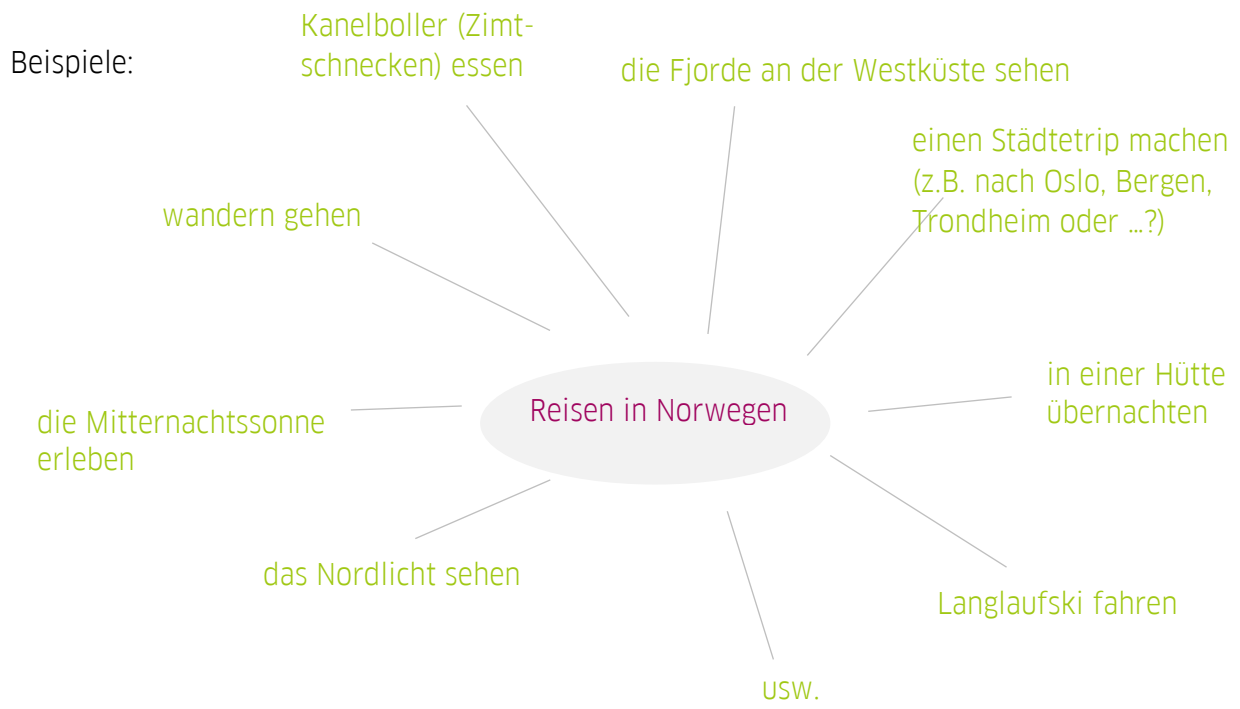 Beispiele:
Kanelboller (Zimt-
schnecken) essen
die Fjorde an der Westküste sehen
einen Städtetrip machen
(z.B. nach Oslo, Bergen,
Trondheim oder ...?)
wandern gehen
in einer Hütte
übernachten
Reisen in Norwegen
die Mitternachtssonne
erleben
das Nordlicht sehen
Langlaufski fahren
usw.